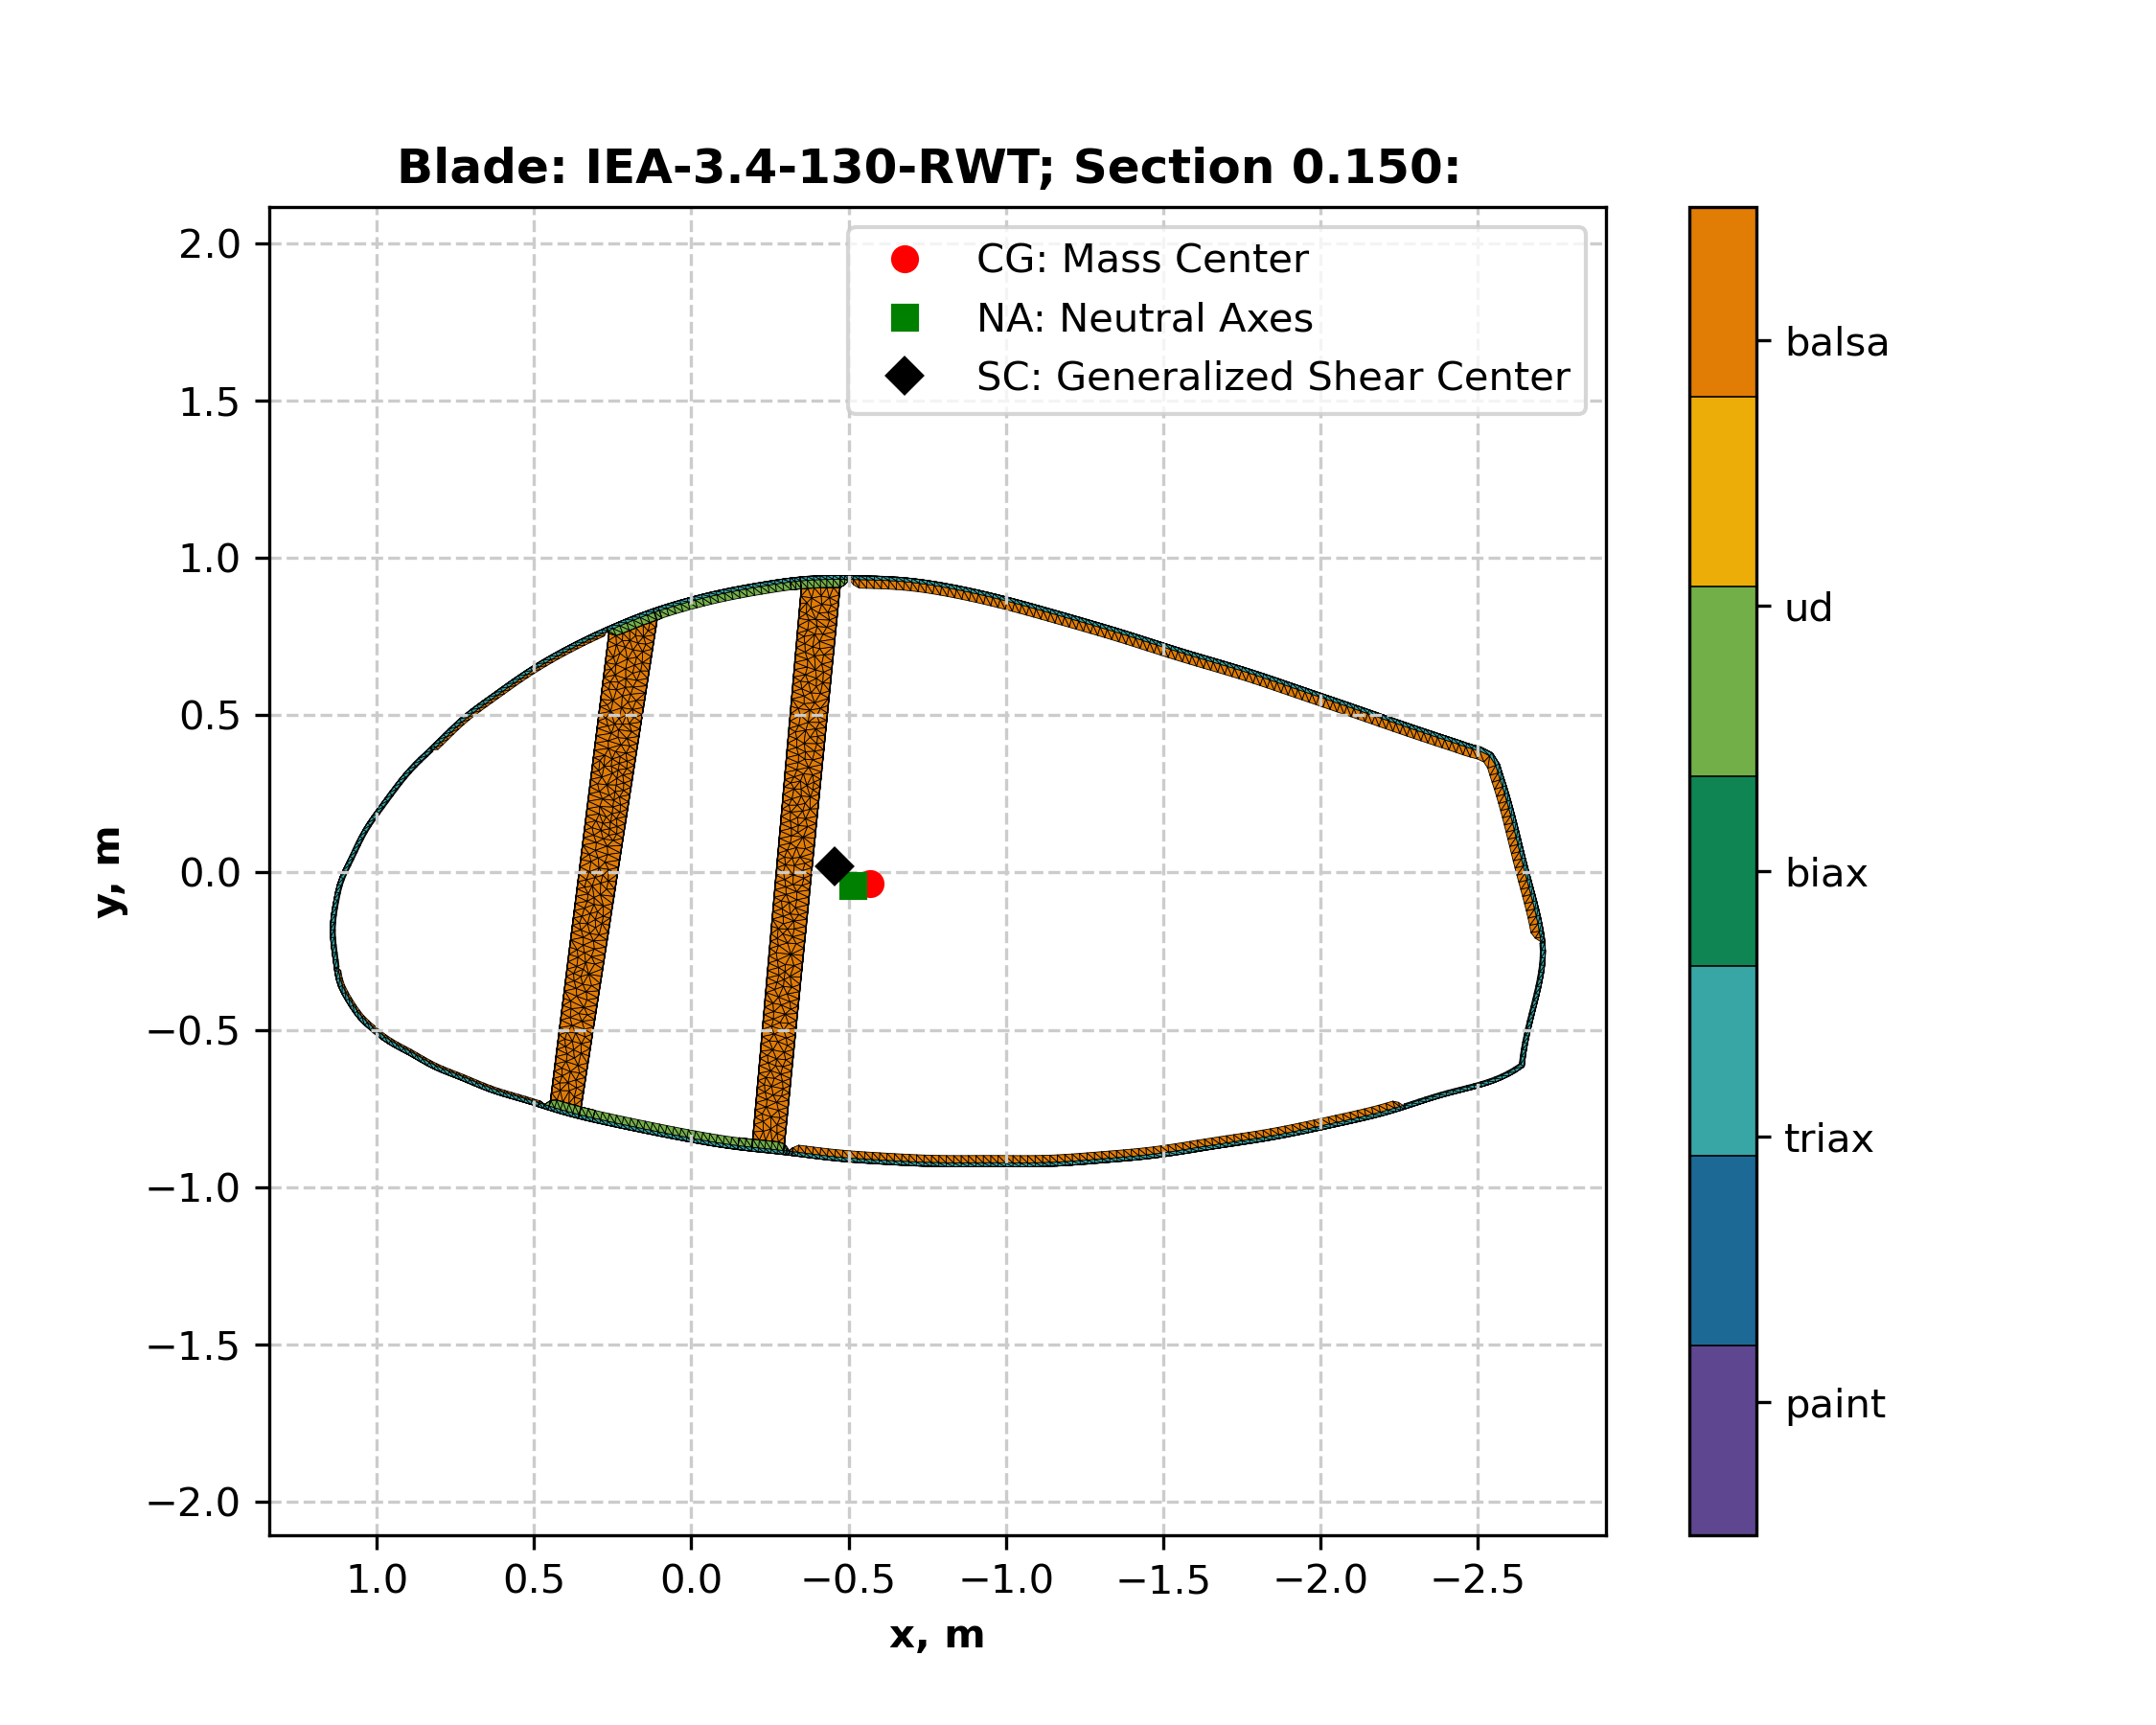 Blade: IEA-3.4-130-RWT; Section 0.150:
CG: Mass Center
NA: Neutral Axes
SC: Generalized Shear Center
2.0
1.5
1.0
0.5
0.0
−0.5
−1.0
−1.5
−2.0
y, m
1.0 0.5 0.0 −0.5 −1.0 −1.5 −2.0 −2.5
x, m
balsa
ud
biax
triax
paint